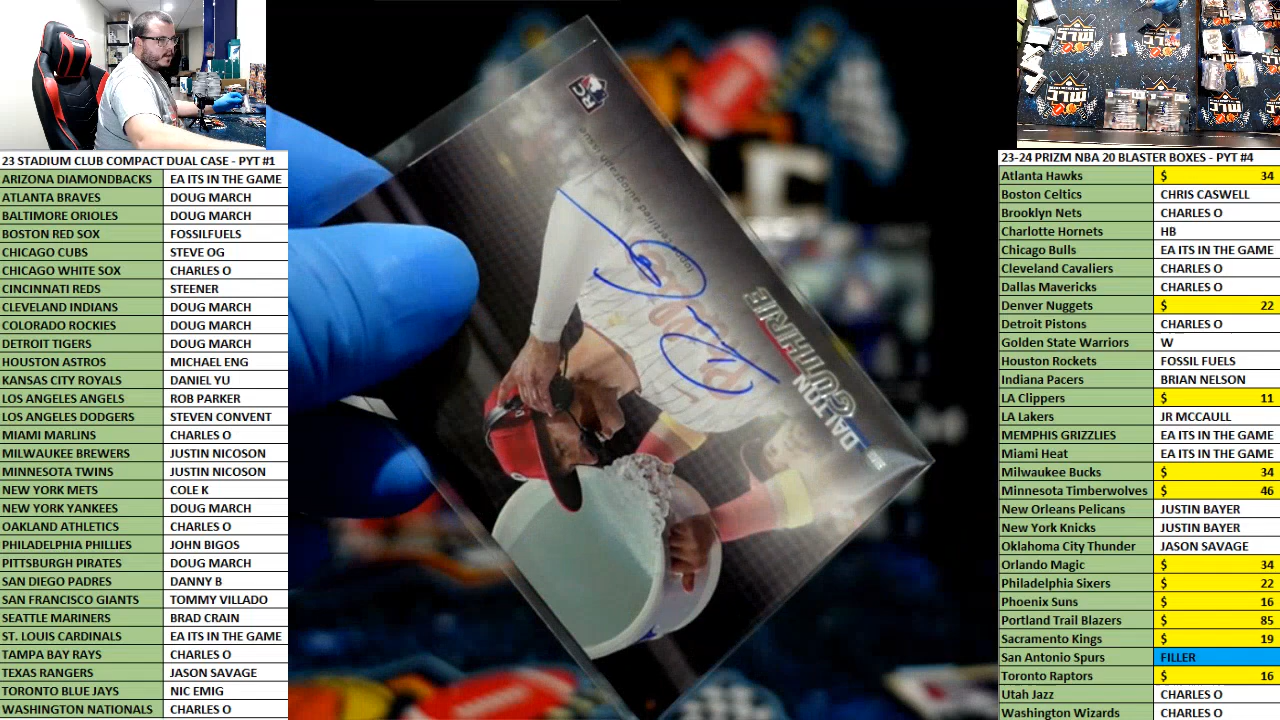 23 STADIUM CLUB COMPACT DUAL CASE - PYT #1
ARIZONA DIAMONDBACKS EA ITS IN THE GAME
ATLANTA BRAVES DOUG MARCH
BALTIMORE ORIOLES DOUG MARCH
BOSTON RED SOX FOSSILFUELS
CHICAGO CUBS STEVE OG
CHICAGO WHITE SOX CHARLES O
CINCINNATI REDS STEENER
CLEVELAND INDIANS DOUG MARCH
COLORADO ROCKIES DOUG MARCH
DETROIT TIGERS DOUG MARCH
HOUSTON ASTROS MICHAEL ENG
KANSAS CITY ROYALS DANIEL YU
LOS ANGELES ANGELS ROB PARKER
LOS ANGELES DODGERS STEVEN CONVENT
MIAMI MARLINS CHARLES O
MILWAUKEE BREWERS JUSTIN NICOSON
MINNESOTA TWINS JUSTIN NICOSON
NEW YORK METS COLE K
NEW YORK YANKEES DOUG MARCH
OAKLAND ATHLETICS CHARLES O
PHILADELPHIA PHILLIES JOHN BIGOS
PITTSBURGH PIRATES DOUG MARCH
SAN DIEGO PADRES DANNY B
SAN FRANCISCO GIANTS TOMMY VILLADO
SEATTLE MARINERS BRAD CRAIN
ST. LOUIS CARDINALS EA ITS IN THE GAME
TAMPA BAY RAYS CHARLES O
TEXAS RANGERS JASON SAVAGE
TORONTO BLUE JAYS NIC EMIG
WASHINGTON NATIONALS CHARLES O
RC
topps certified autograph issue
DALTON
GUTHRIE
MLC
23-24 PRIZM NBA 20 BLASTER BOXES - PYT #4
Atlanta Hawks $ 34
Boston Celtics CHRIS CASWELL
Brooklyn Nets CHARLES O
Charlotte Hornets HB
Chicago Bulls EA ITS IN THE GAME
Cleveland Cavaliers CHARLES O
Dallas Mavericks CHARLES O
Denver Nuggets $ 22
Detroit Pistons CHARLES O
Golden State Warriors W
Houston Rockets FOSSIL FUELS
Indiana Pacers BRIAN NELSON
LA Clippers $ 11
LA Lakers JR MCCAULL
MEMPHIS GRIZZLIES EA ITS IN THE GAME
Miami Heat EA ITS IN THE GAME
Milwaukee Bucks $ 34
Minnesota Timberwolves $ 46
New Orleans Pelicans JUSTIN BAYER
New York Knicks JUSTIN BAYER
Oklahoma City Thunder JASON SAVAGE
Orlando Magic $ 34
Philadelphia Sixers $ 22
Phoenix Suns $ 16
Portland Trail Blazers $ 85
Sacramento Kings $ 19
San Antonio Spurs FILLER
Toronto Raptors $ 16
Utah Jazz CHARLES O
Washington Wizards CHARLES O